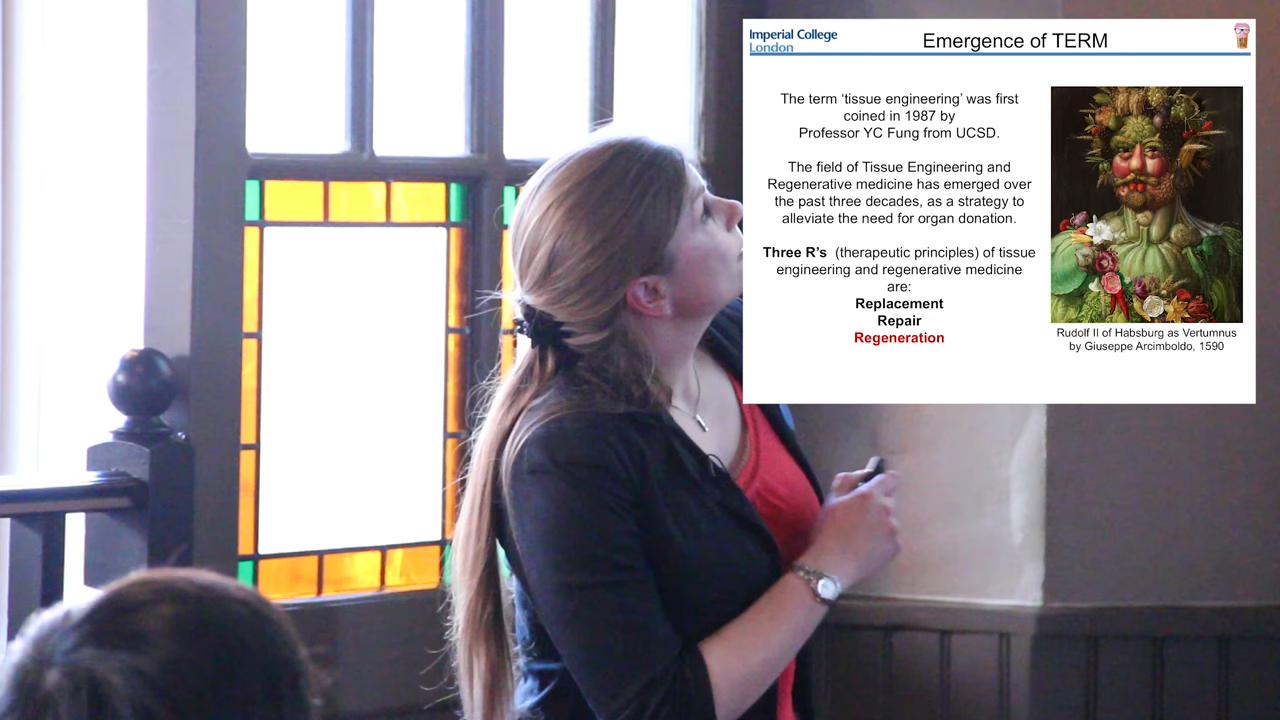 Imperial College
London
Emergence of TERM
The term ‘tissue engineering’ was first
coined in 1987 by
Professor YC Fung from UCSD.
The field of Tissue Engineering and
Regenerative medicine has emerged over
the past three decades, as a strategy to
alleviate the need for organ donation.
Three R’s (therapeutic principles) of tissue
engineering and regenerative medicine
are:
Replacement
Repair
Regeneration
Rudolf II of Habsburg as Vertumnus
by Giuseppe Arcimboldo, 1590